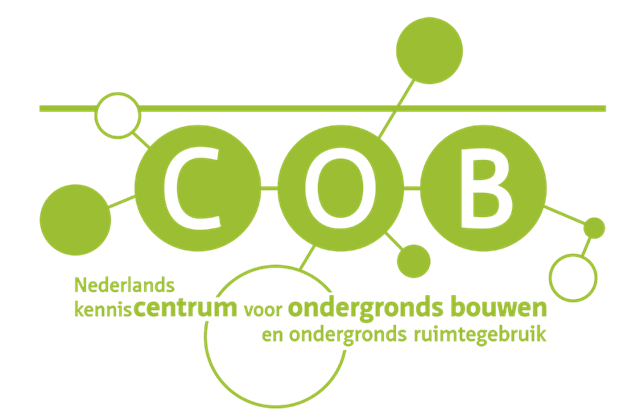 COB
Nederlands
kenniscentrum voor ondergronds bouwen
en ondergronds ruimtegebruik